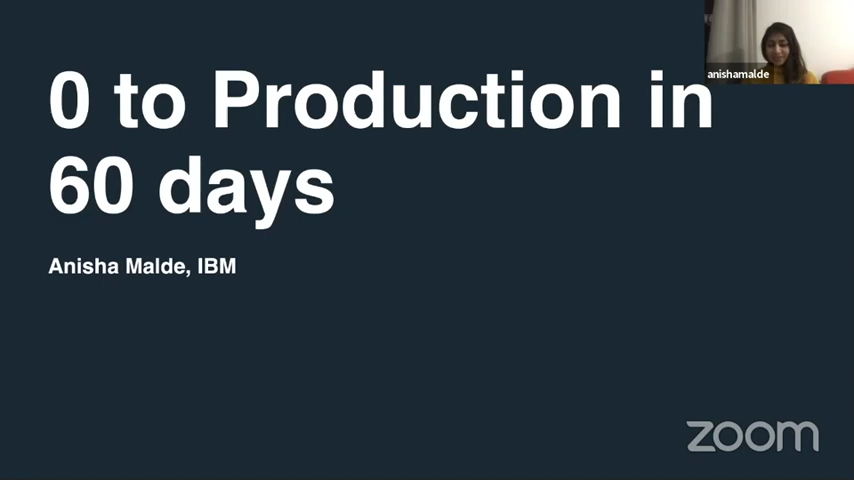 anishamalde
0 to Production in
60 days
Anisha Malde, IBM
zoom